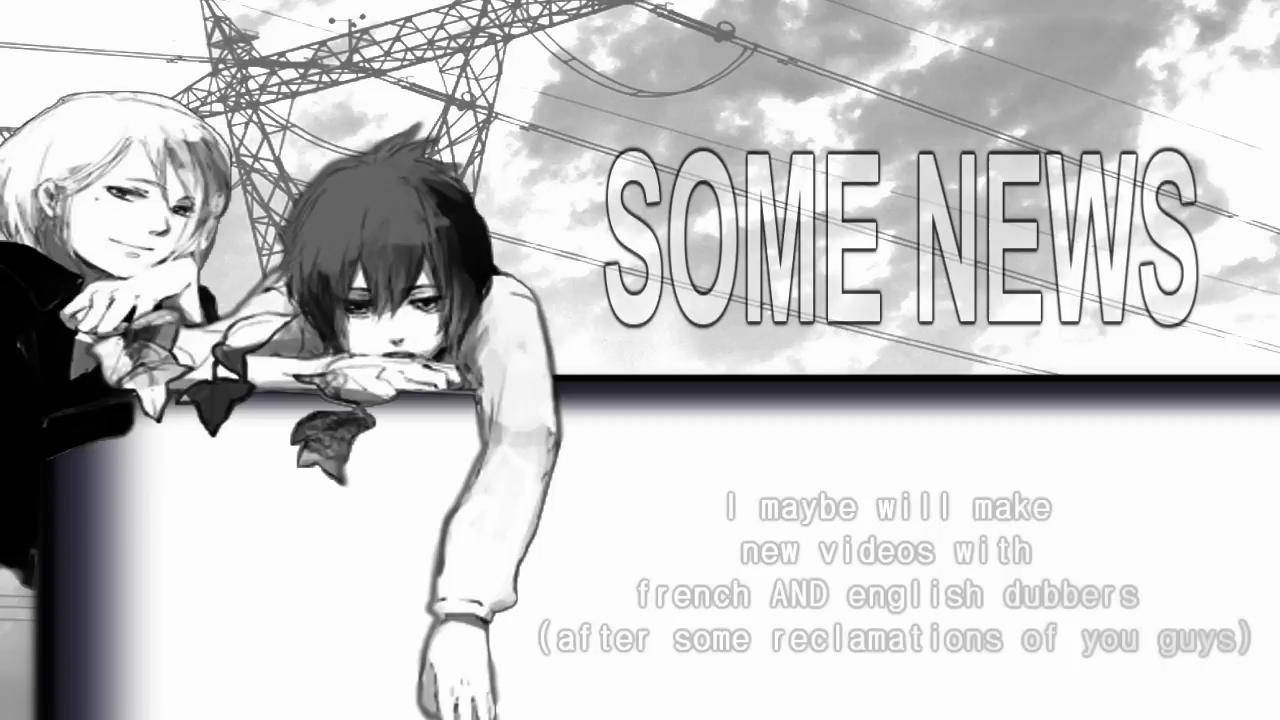 SOME NEWS
I maybe will make
new videos with
french AND english dubbers
(after some reclamations of you guys)